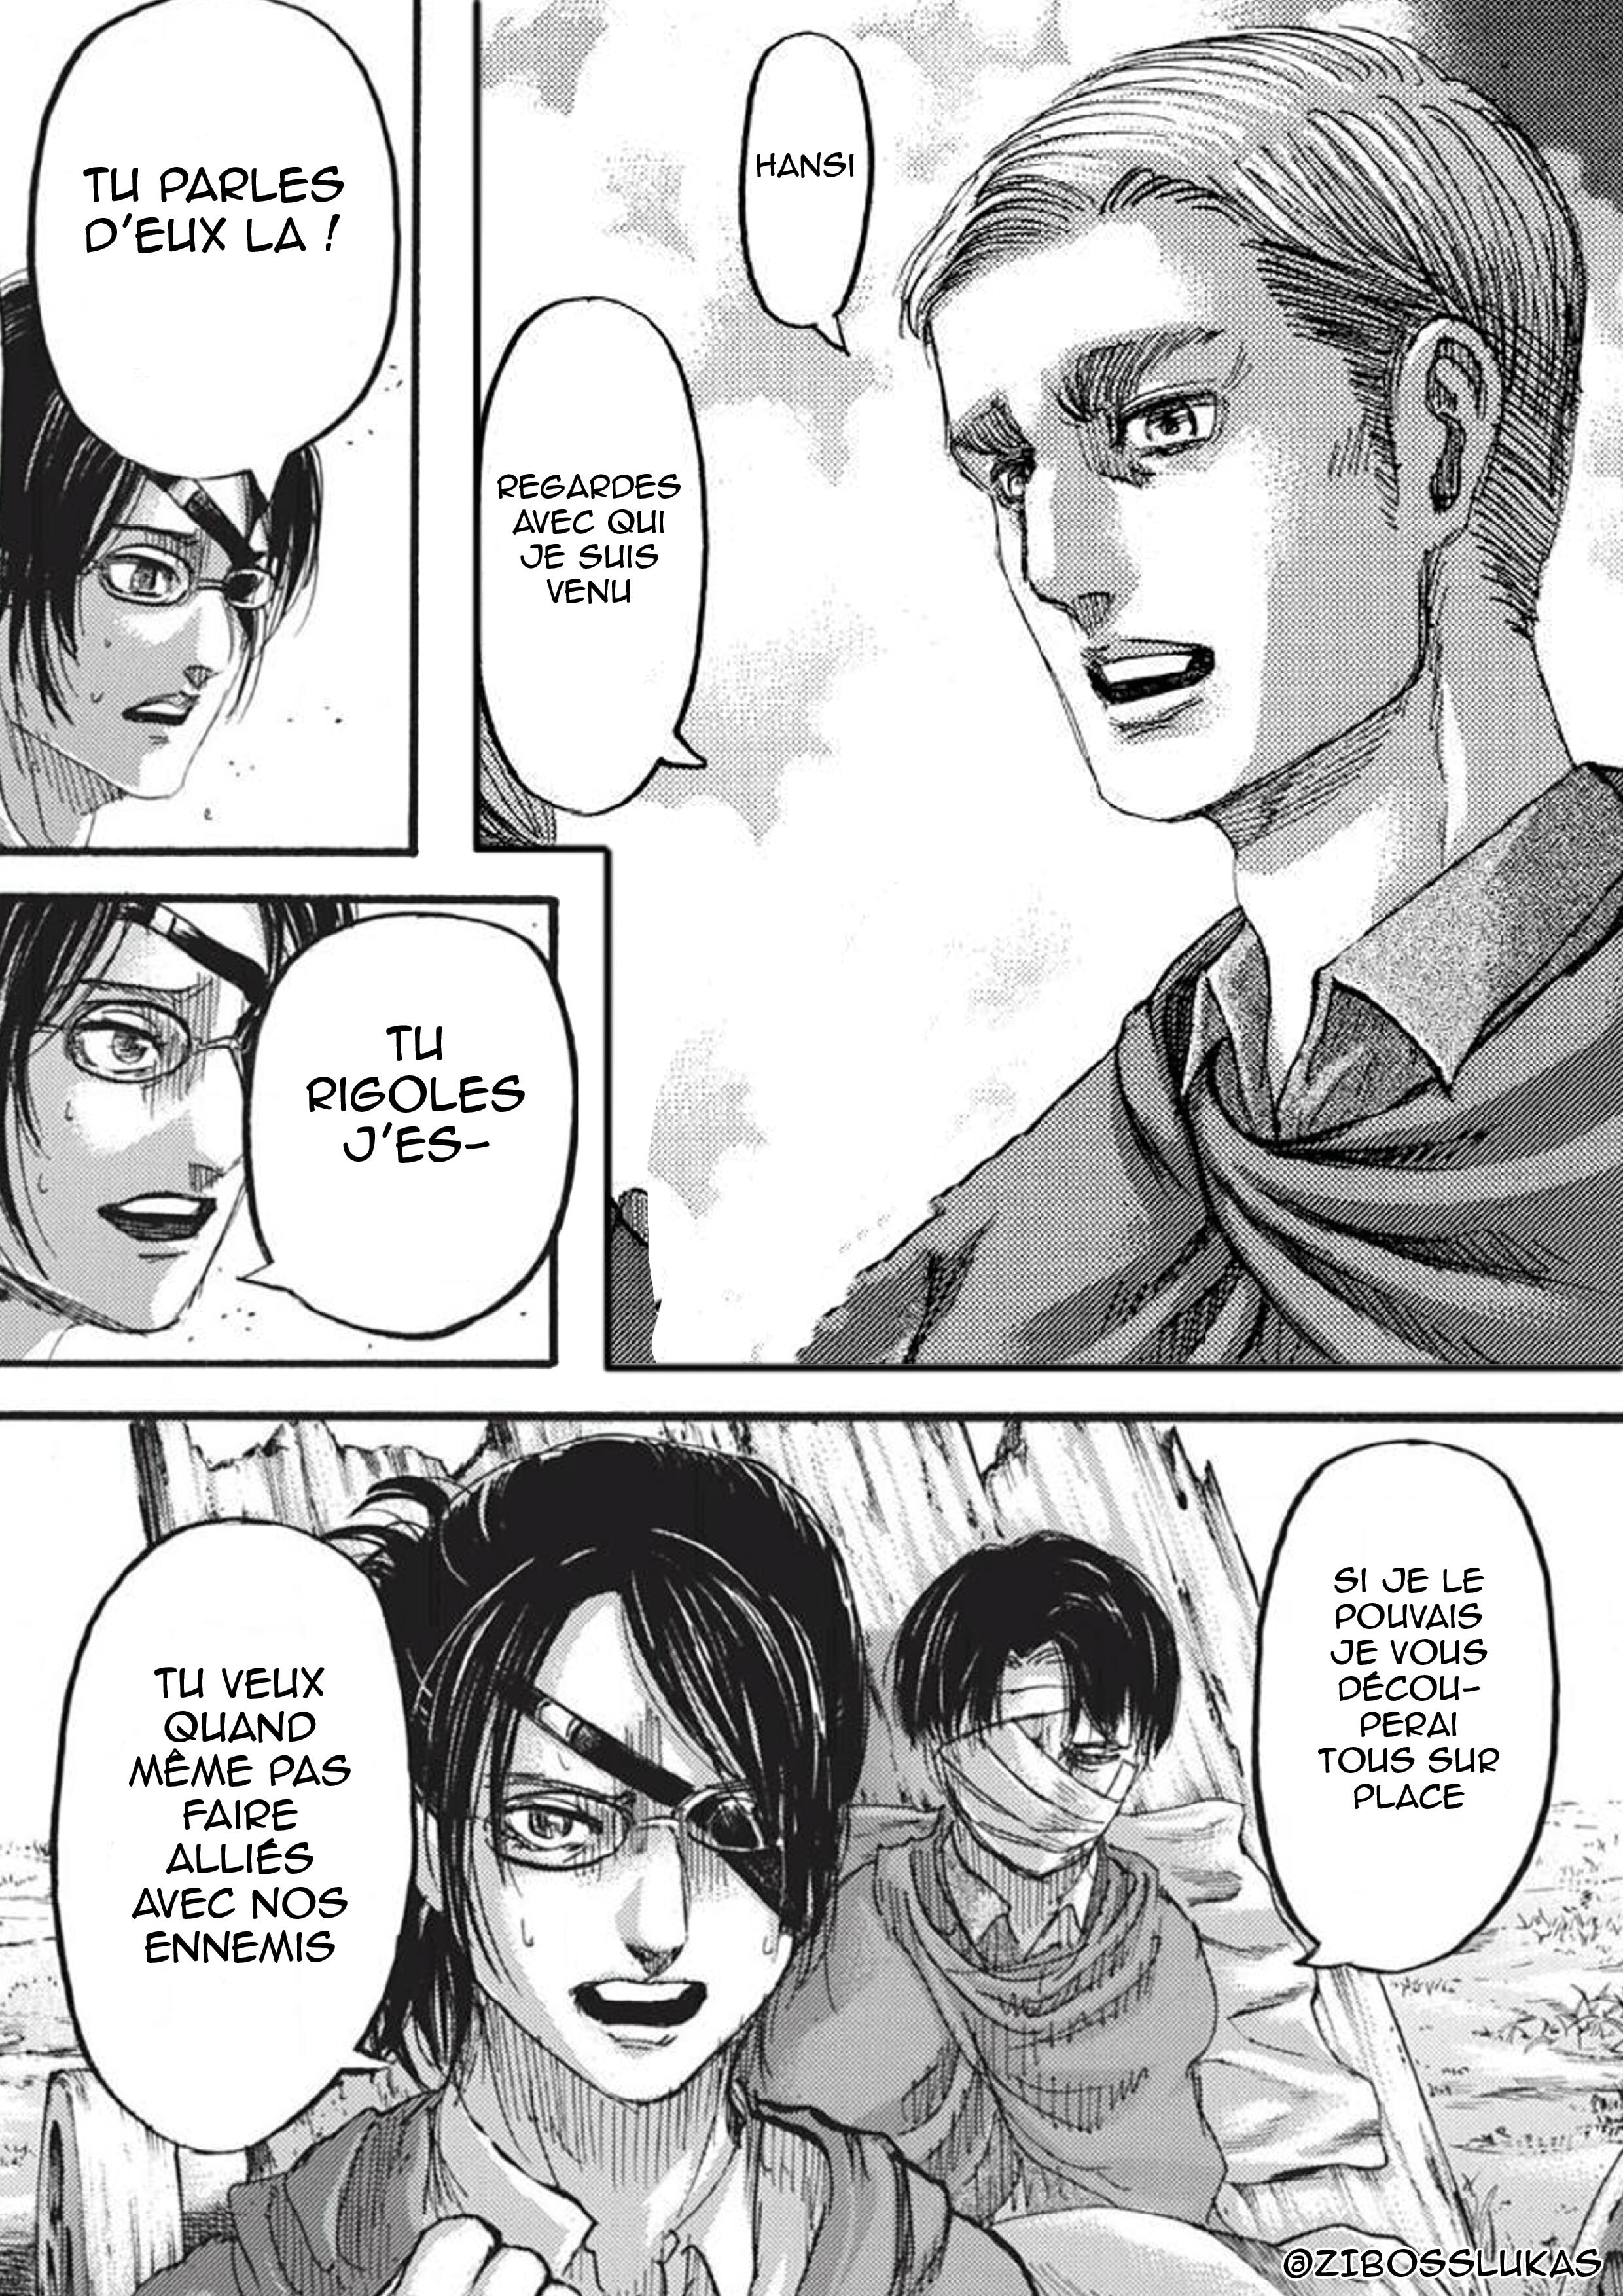 HANSI
REGARDES
AVEC QUI
JE SUIS
VENU
TU PARLES
D'EUX LA !
TU
RIGOLES
J'ES-
SI JE LE
POUVAIS
JE VOUS
DÉCOU-
PERAI
TOUS SUR
PLACE
TU VEUX
QUAND
MÊME PAS
FAIRE
ALLIÉS
AVEC NOS
ENNEMIS
@ZIBOSSLUKAS